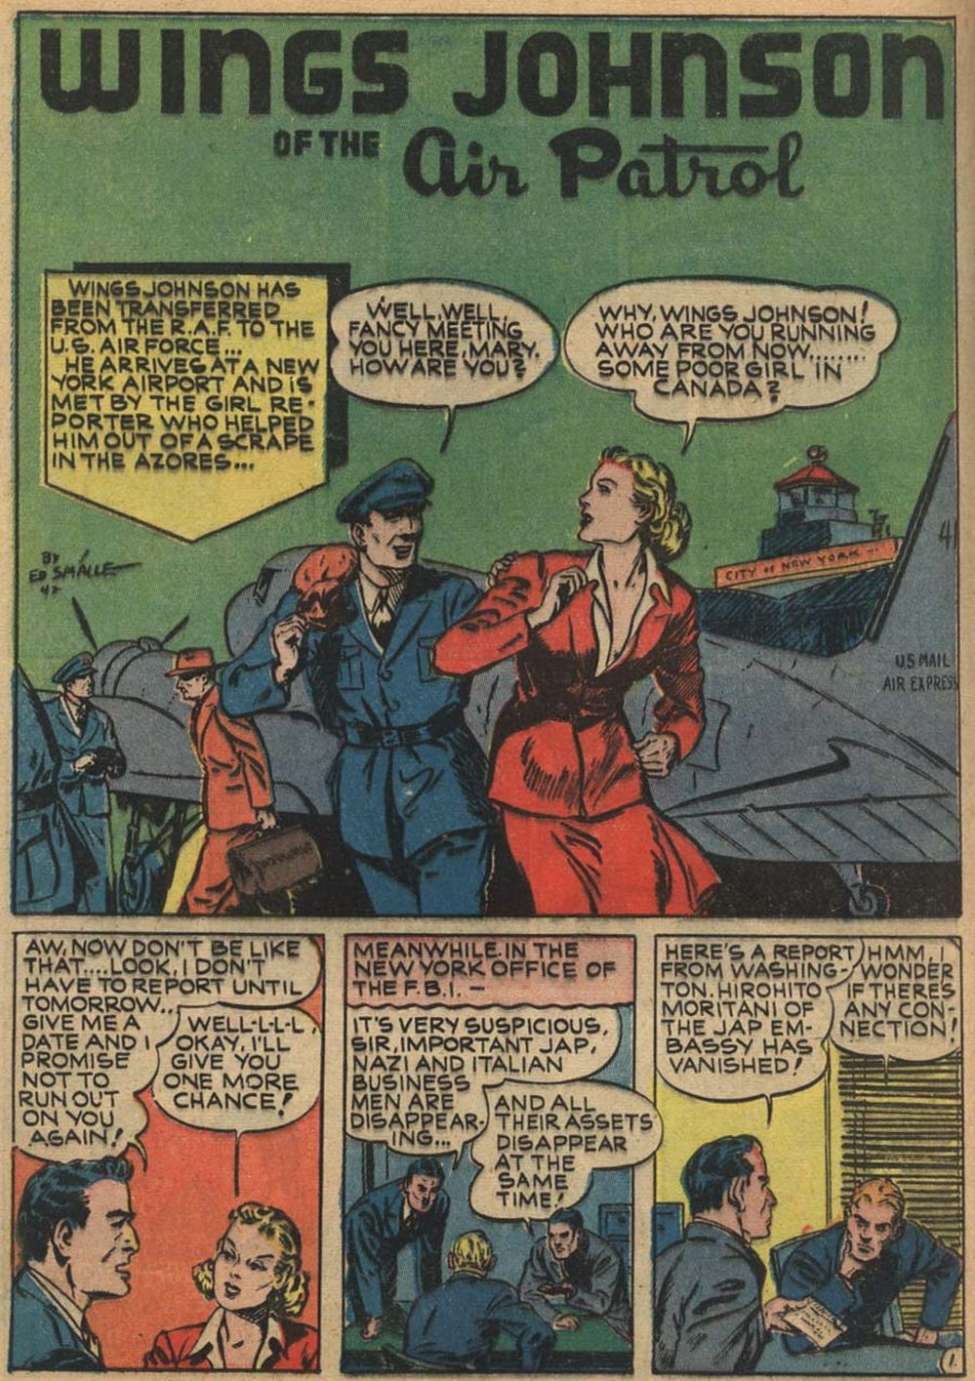 WINGS JOHNSON
OF THE Air Patrol
WINGS JOHNSON HAS
BEEN TRANSFERRED
FROM THE R.A.F. TO THE
U.S. AIR FORCE...
HE ARRIVES AT A NEW
YORK AIRPORT AND IS
MET BY THE GIRL RE-
PORTER WHO HELPED
HIM OUT OF A SCRAPE
IN THE AZORES...
WELL, WELL,
FANCY MEETING
YOU HERE, MARY.
HOW ARE YOU?
WHY, WINGS JOHNSON!
WHO ARE YOU RUNNING
AWAY FROM NOW.......
SOME POOR GIRL IN
CANADA?
BY
ED SMALLE
42
CITY OF NEW YORK
41
U.S MAIL
AIR EXPRESS
AW, NOW DON'T BE LIKE
THAT....LOOK, I DON'T
HAVE TO REPORT UNTIL
TOMORROW..
GIVE ME A
DATE AND I
PROMISE
NOT TO
RUN OUT
ON YOU
AGAIN!
WELL-L-L-L,
OKAY, I'LL
GIVE YOU
ONE MORE
CHANCE!
MEANWHILE IN THE
NEW YORK OFFICE OF
THE F.B.I. —
IT'S VERY SUSPICIOUS,
SIR, IMPORTANT JAP,
NAZI AND ITALIAN
BUSINESS
MEN ARE
DISAPPEAR-
ING...
AND ALL
THEIR ASSETS
DISAPPEAR
AT THE
SAME
TIME!
HERE'S A REPORT
FROM WASHING-
TON. HIROHITO
MORITANI OF
THE JAP EM-
BASSY HAS
VANISHED!
HMM, I
WONDER
IF THERE'S
ANY CON-
NECTION!
1.